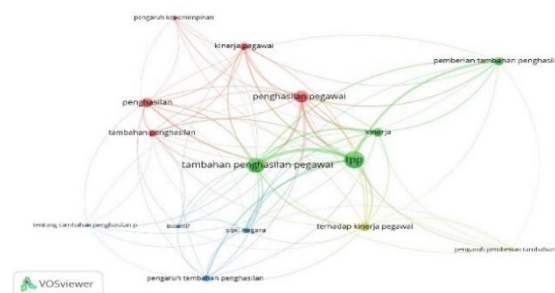 pengaruh kepemimpinan
kinerja pegawai
pemberian tambahan penghasil
penghasilan
penghasilan pegawai
tambahan penghasilan
kinerja
tambahan penghasilan pegawai
tpp
tentang tambahan penghasilan p
sipil negara
terhadap kinerja pegawai
pengaruh pemberian tambahan
pengaruh tambahan penghasilan
VOSviewer